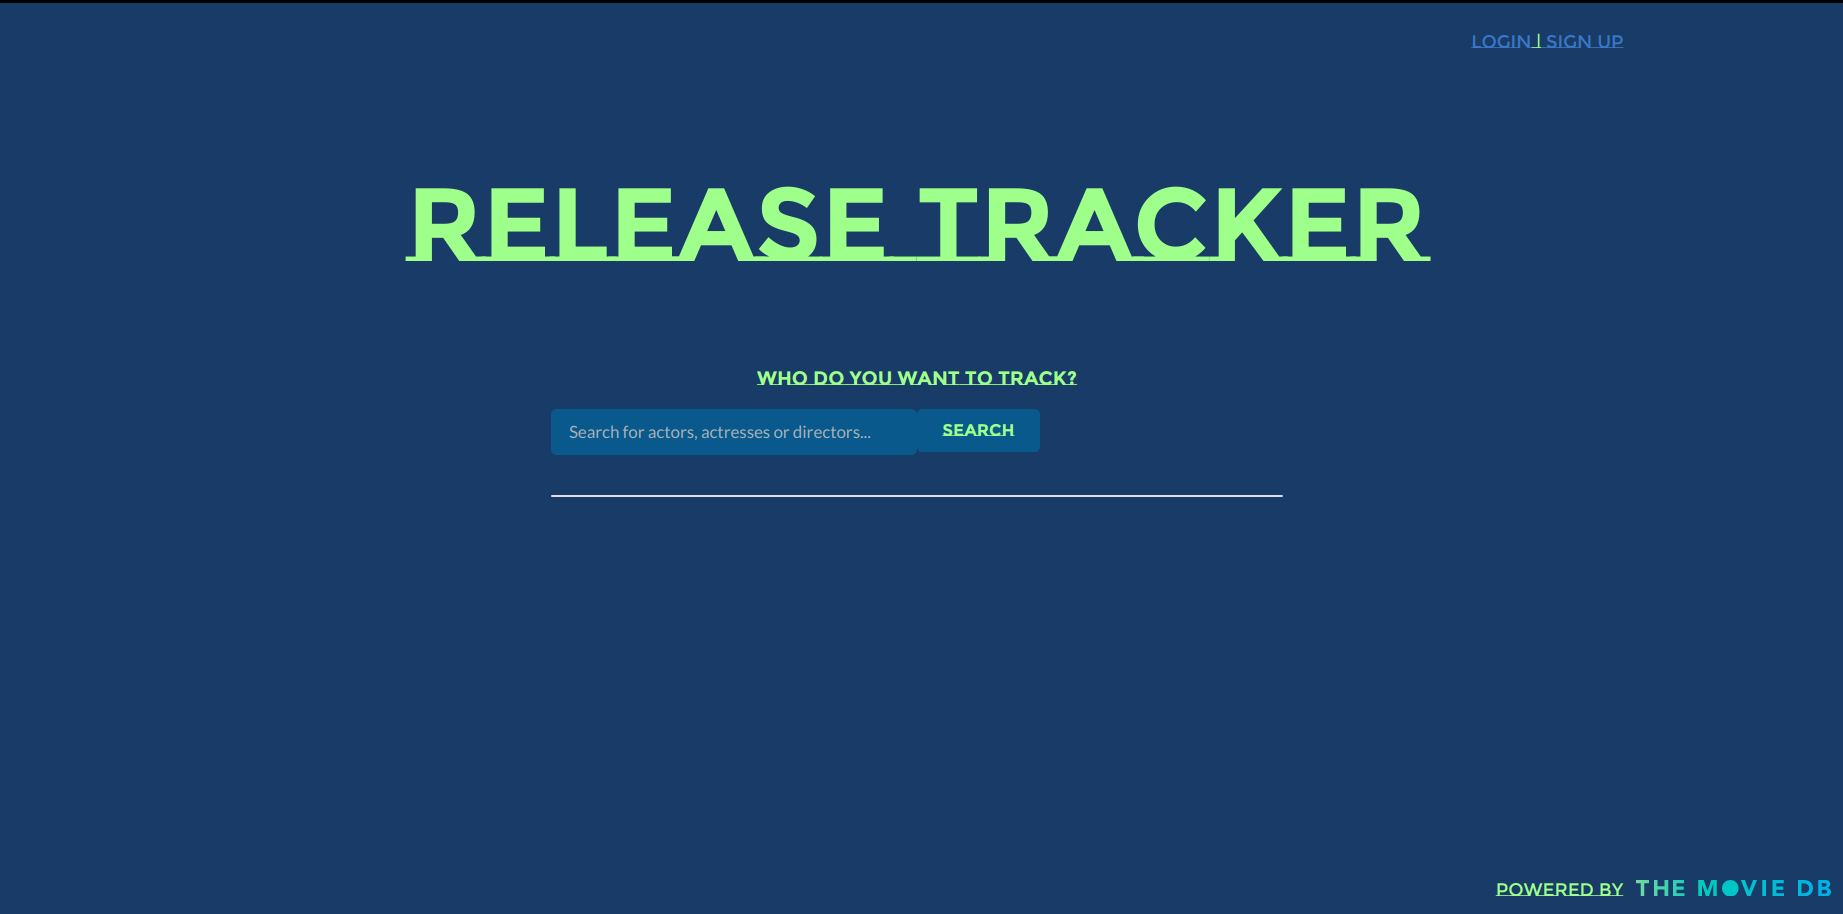 LOGIN | SIGN UP
RELEASE TRACKER
WHO DO YOU WANT TO TRACK?
Search for actors, actresses or directors...
SEARCH
POWERED BY THE MOVIE DB